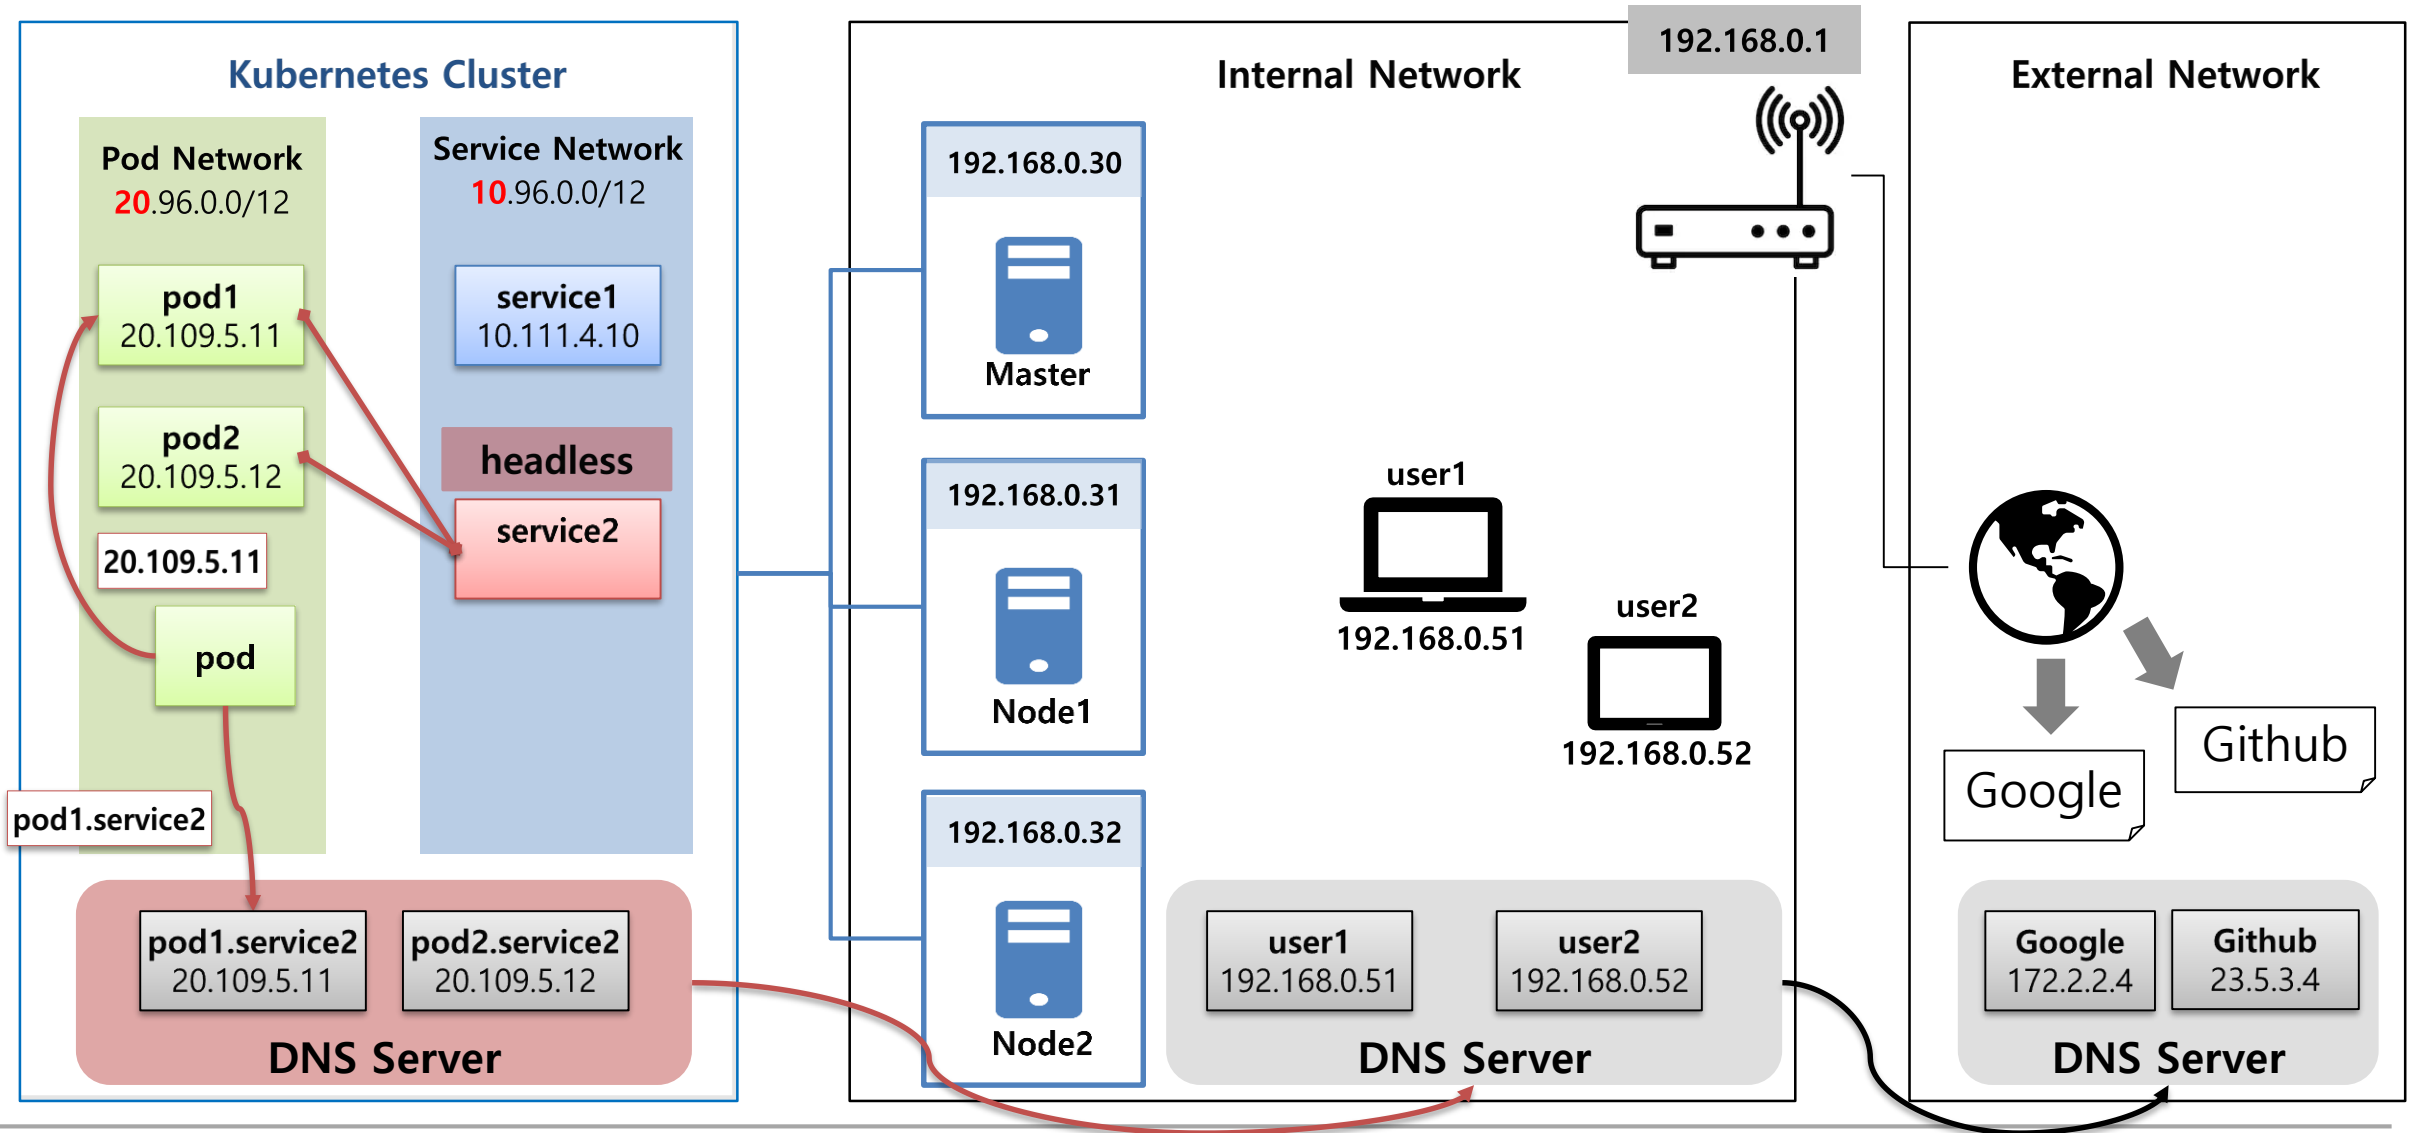 Kubernetes Cluster
Pod Network
20.96.0.0/12
pod1
20.109.5.11
pod2
20.109.5.12
20.109.5.11
pod
pod1.service2
Service Network
10.96.0.0/12
service1
10.111.4.10
headless
service2
pod1.service2
20.109.5.11
pod2.service2
20.109.5.12
DNS Server
Internal Network
192.168.0.1
192.168.0.30
Master
192.168.0.31
Node1
192.168.0.32
Node2
user1
192.168.0.51
user2
192.168.0.52
user1
192.168.0.51
user2
192.168.0.52
DNS Server
External Network
Google
Github
Google
172.2.2.4
Github
23.5.3.4
DNS Server